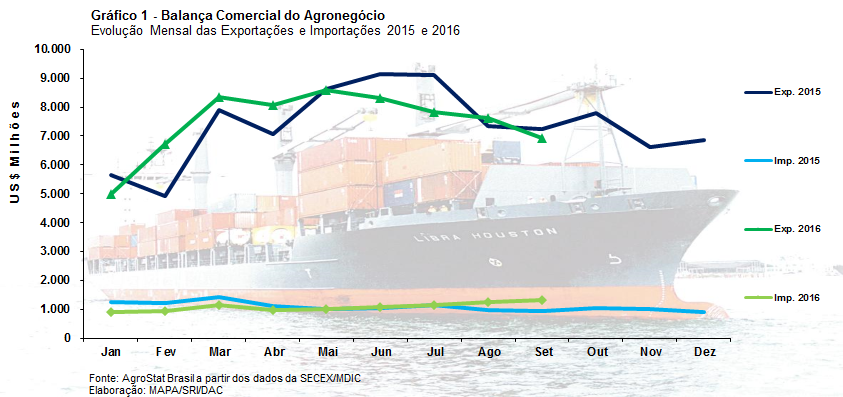 Gráfico 1 - Balança Comercial do Agronegócio
Evolução Mensal das Exportações e Importações 2015 e 2016
US$ Milhões
10.000
9.000
8.000
7.000
6.000
5.000
4.000
3.000
2.000
1.000
0
Jan Fev Mar Abr Mai Jun Jul Ago Set Out Nov Dez
Exp. 2015
Imp. 2015
Exp. 2016
Imp. 2016
LIBRA HOUSTON
Fonte: AgroStat Brasil a partir dos dados da SECEX/MDIC
Elaboração: MAPA/SRI/DAC